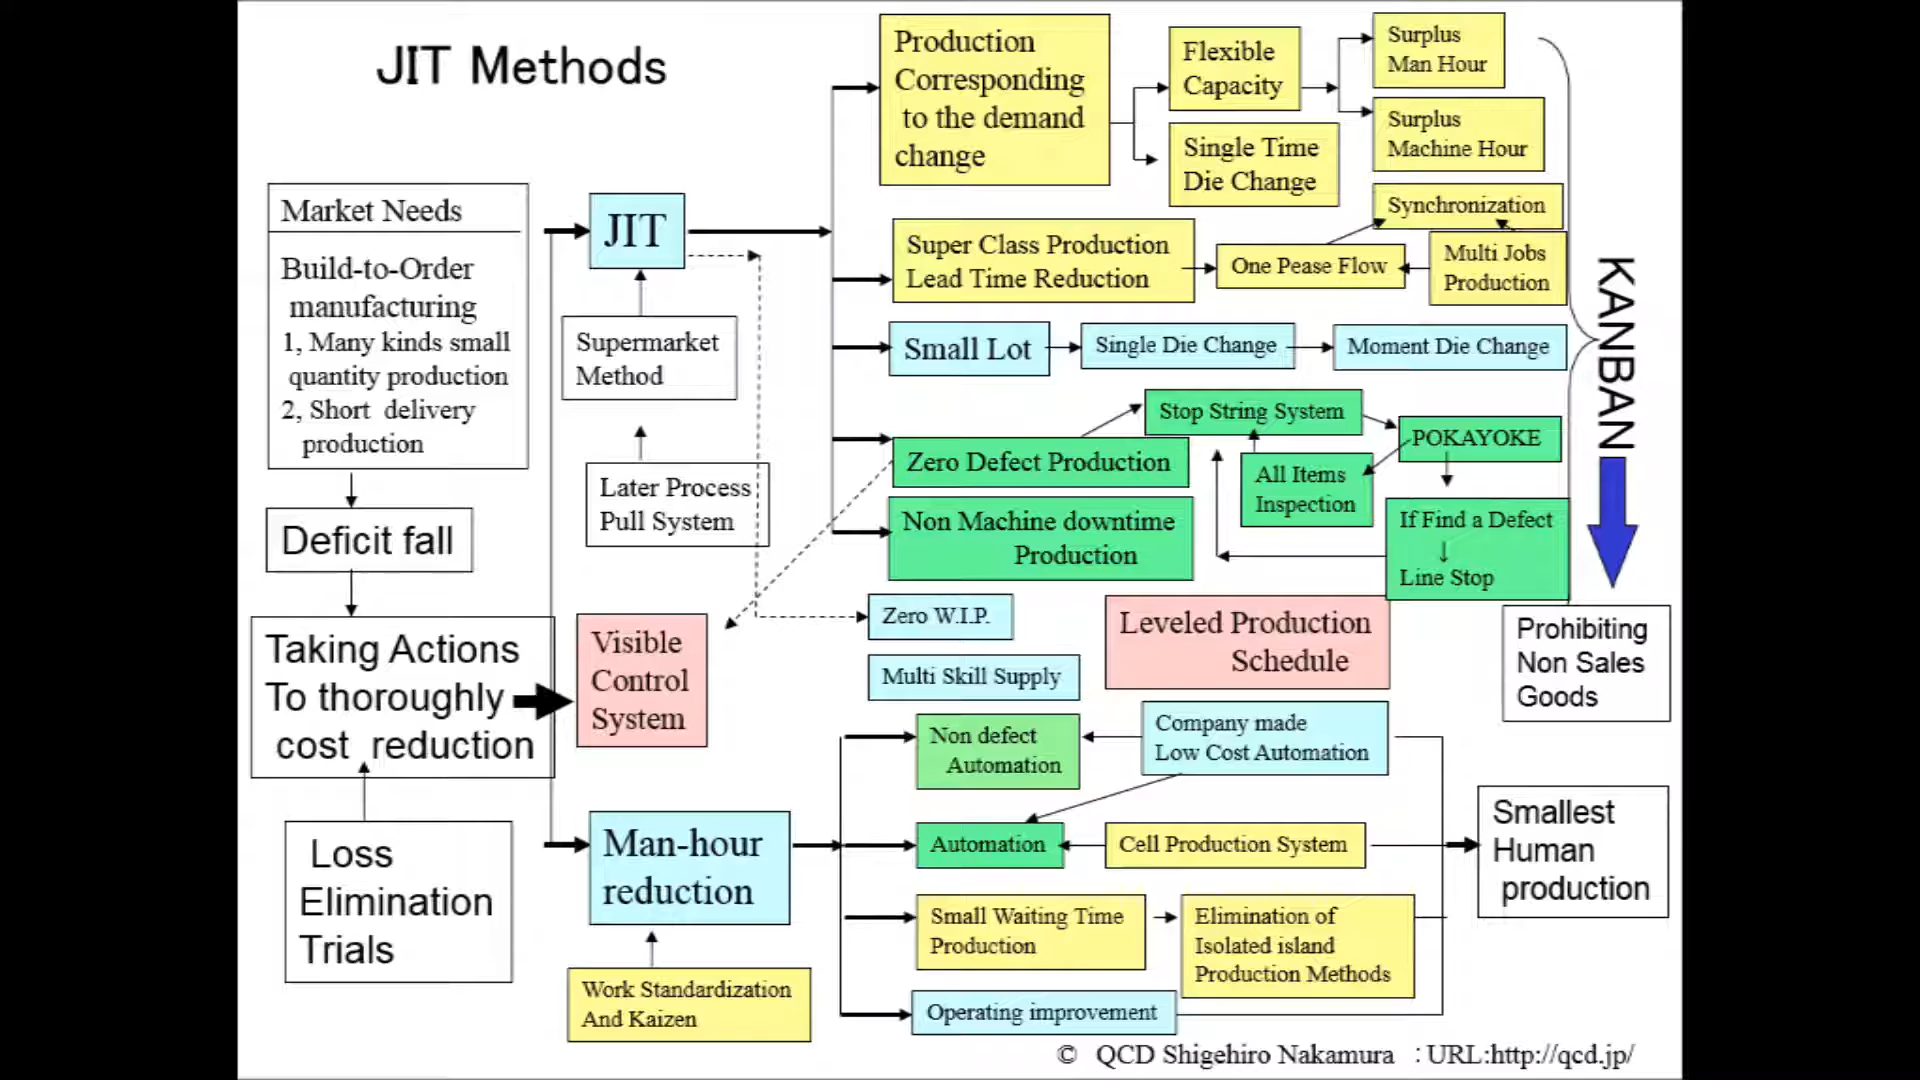 JIT Methods
Market Needs
Build-to-Order
manufacturing
1, Many kinds small
quantity production
2, Short delivery
production
Deficit fall
Taking Actions
To thoroughly
cost reduction
Loss
Elimination
Trials
JIT
Supermarket
Method
Later Process
Pull System
Visible
Control
System
Man-hour
reduction
Work Standardization
And Kaizen
Production
Corresponding
to the demand
change
Flexible
Capacity
Single Time
Die Change
Surplus
Man Hour
Surplus
Machine Hour
Super Class Production
Lead Time Reduction
One Pease Flow
Synchronization
Multi Jobs
Production
Small Lot
Single Die Change
Moment Die Change
Zero Defect Production
Stop String System
POKAYOKE
All Items
Inspection
Non Machine downtime
Production
If Find a Defect
↓
Line Stop
KANBAN
Prohibiting
Non Sales
Goods
Zero W.I.P.
Multi Skill Supply
Leveled Production
Schedule
Non defect
Automation
Company made
Low Cost Automation
Automation
Cell Production System
Small Waiting Time
Production
Elimination of
Isolated island
Production Methods
Operating improvement
Smallest
Human
production
© QCD Shigehiro Nakamura : URL:http://qcd.jp/